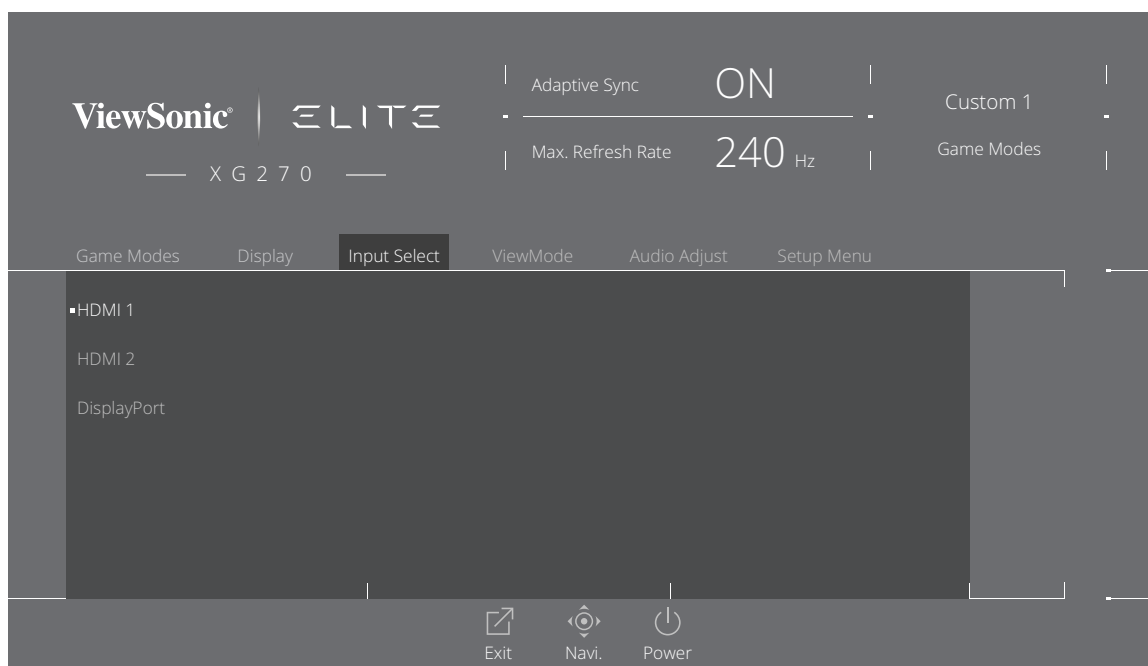 ViewSonic® ELITE
XG270
Adaptive Sync ON
Max. Refresh Rate 240 Hz
Custom 1
Game Modes
Game Modes Display Input Select ViewMode Audio Adjust Setup Menu
HDMI 1
HDMI 2
DisplayPort
Exit Navi. Power